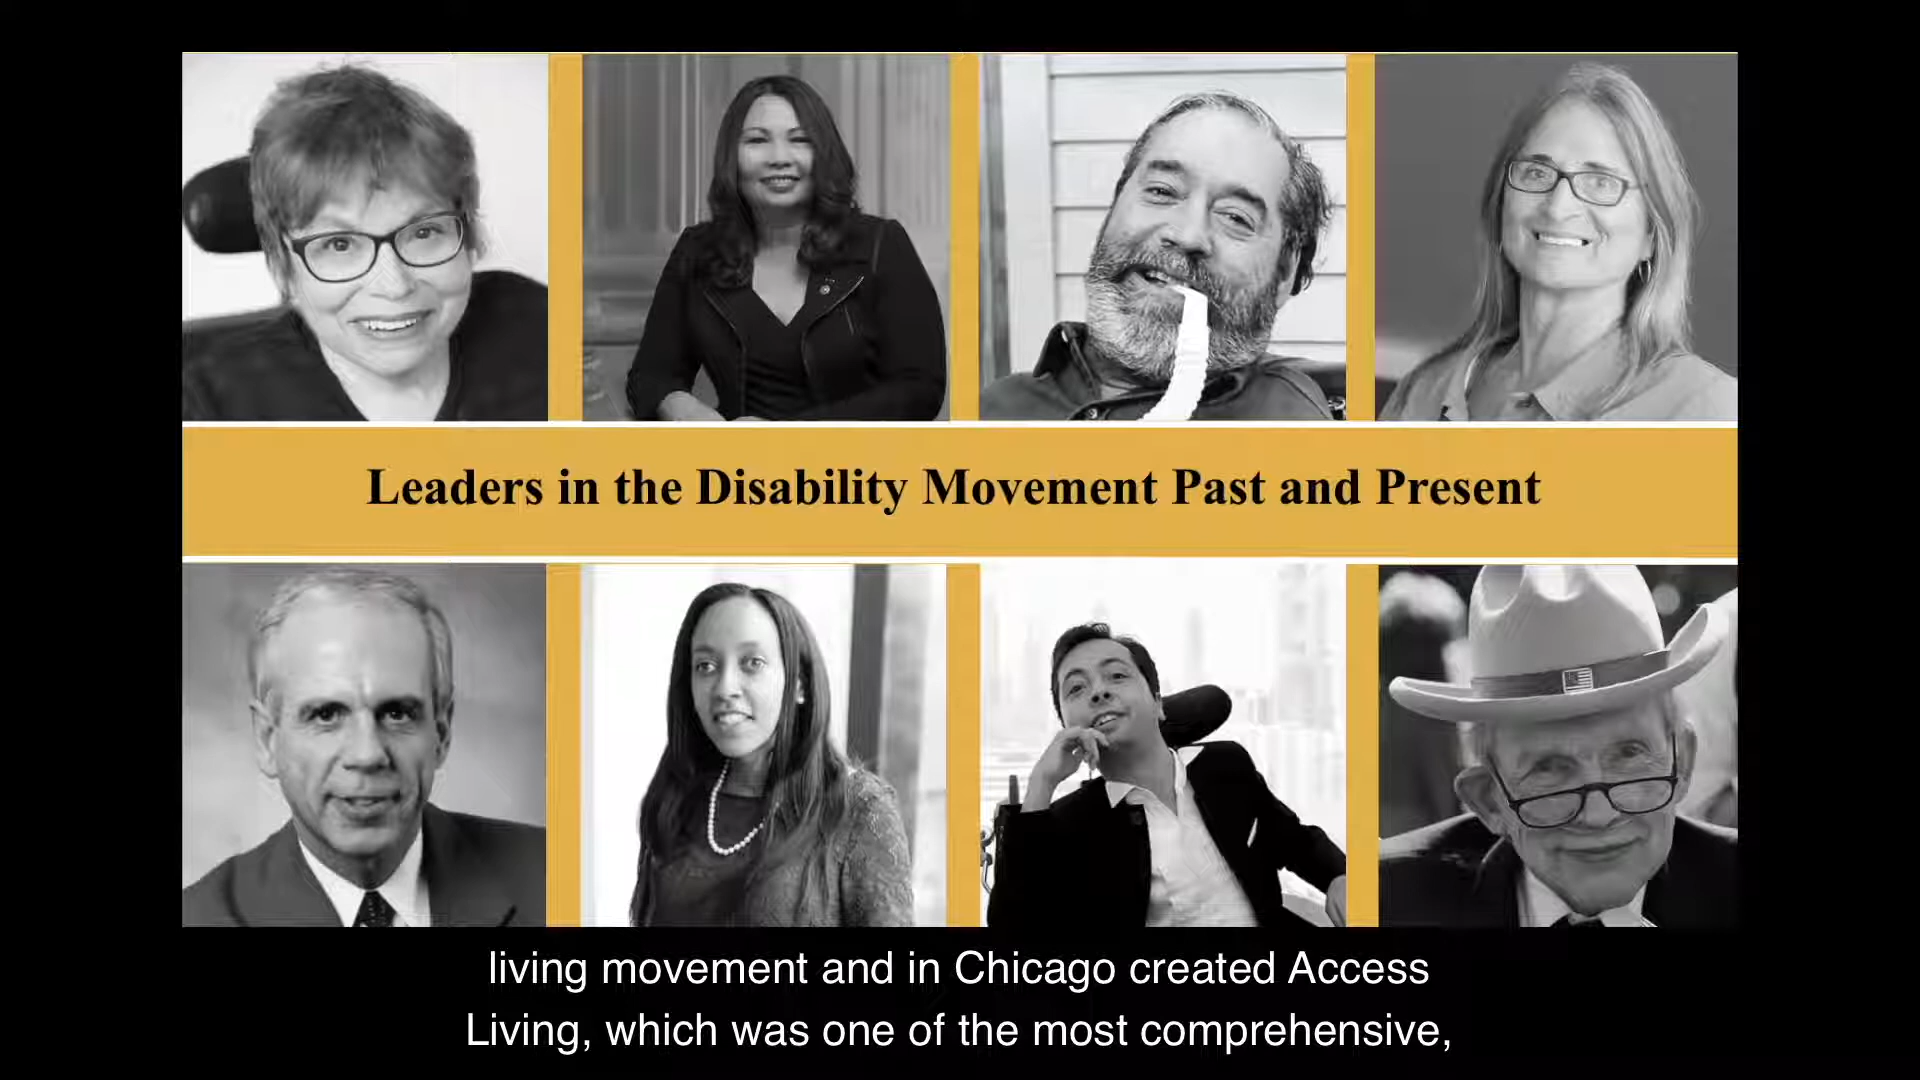 Leaders in the Disability Movement Past and Present
living movement and in Chicago created Access
Living, which was one of the most comprehensive,